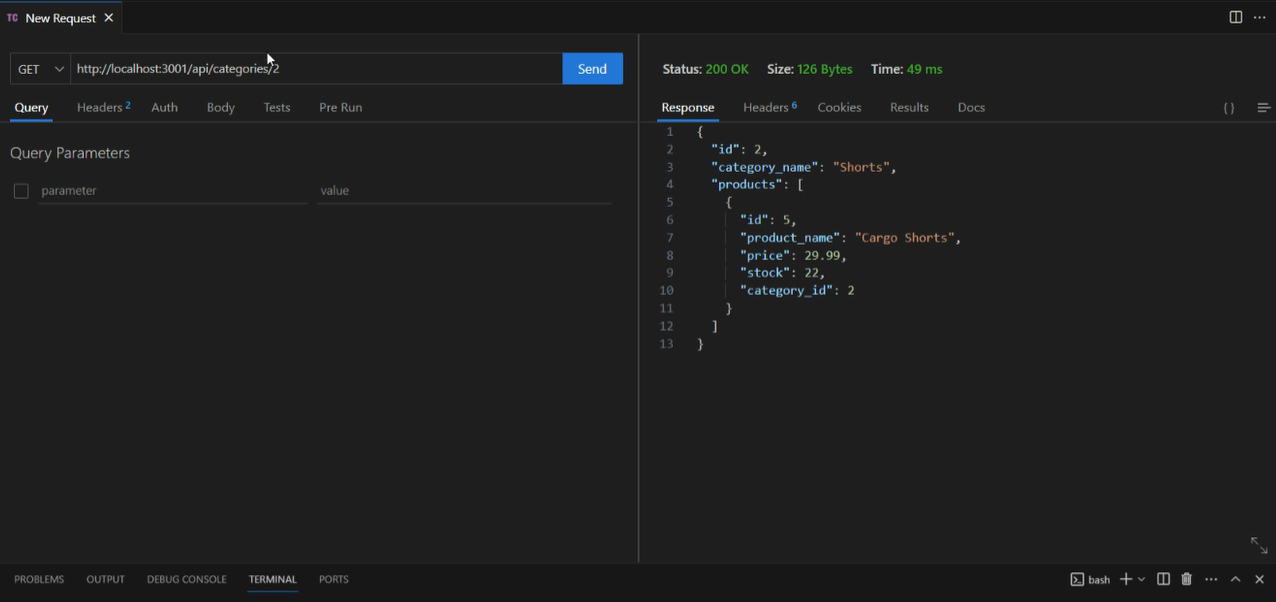 TC New Request
GET http://localhost:3001/api/categories/2 Send
Query Headers 2 Auth Body Tests Pre Run
Query Parameters
parameter value
Status: 200 OK Size: 126 Bytes Time: 49 ms
Response Headers 6 Cookies Results Docs { }
1 {
2 "id": 2,
3 "category_name": "Shorts",
4 "products": [
5 {
6 "id": 5,
7 "product_name": "Cargo Shorts",
8 "price": 29.99,
9 "stock": 22,
10 "category_id": 2
11 }
12 ]
13 }
PROBLEMS OUTPUT DEBUG CONSOLE TERMINAL PORTS bash